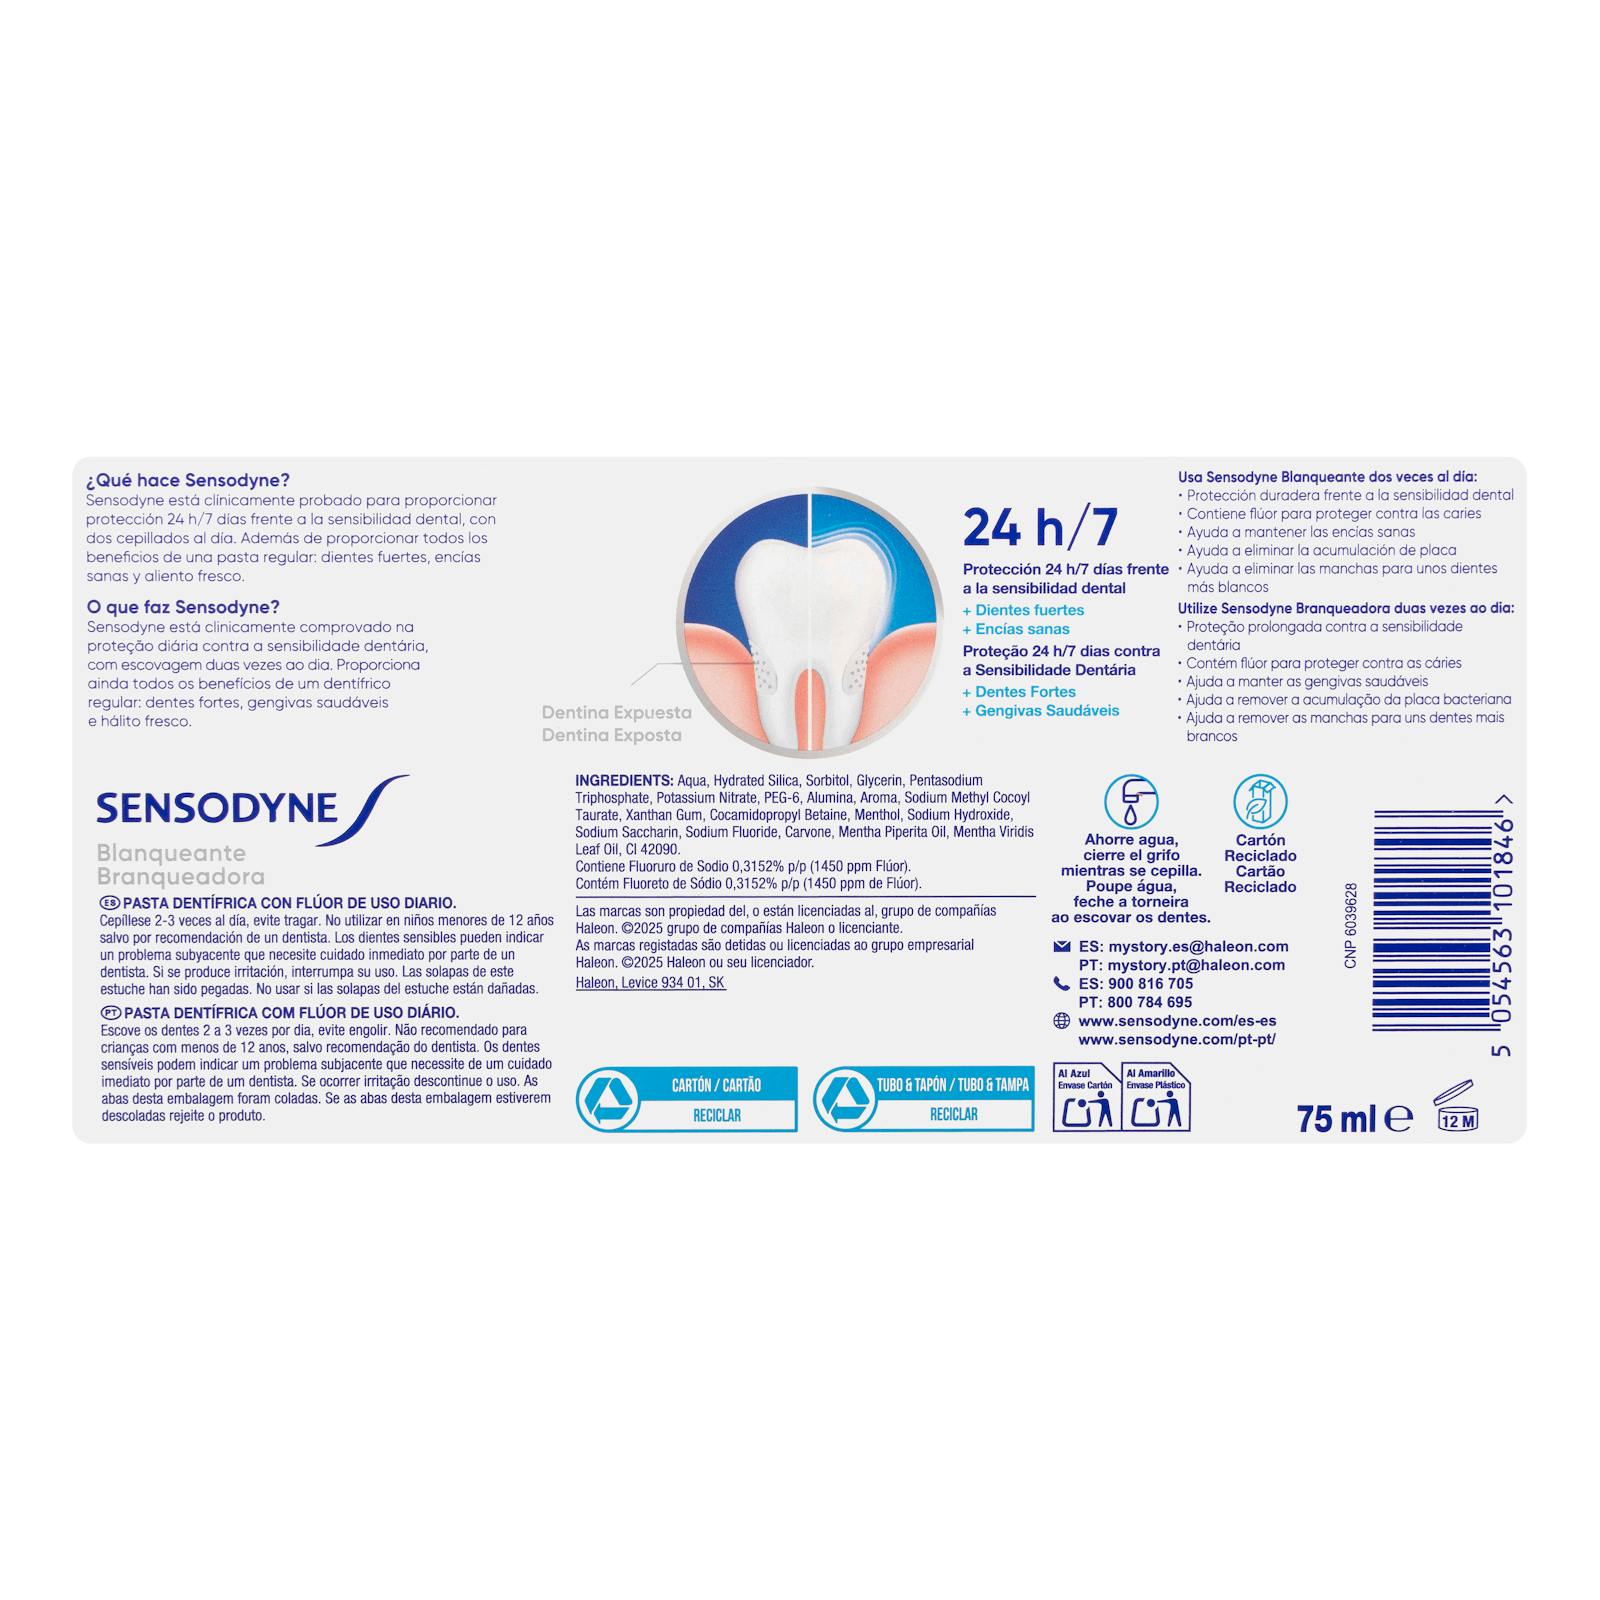 ¿Qué hace Sensodyne?
Sensodyne está clínicamente probado para proporcionar
protección 24 h/7 días frente a la sensibilidad dental, con
dos cepillados al día. Además de proporcionar todos los
beneficios de una pasta regular: dientes fuertes, encías
sanas y aliento fresco.
O que faz Sensodyne?
Sensodyne está clinicamente comprovado na
proteção diária contra a sensibilidade dentária,
com escovagem duas vezes ao dia. Proporciona
ainda todos os benefícios de um dentífrico
regular: dentes fortes, gengivas saudáveis
e hálito fresco.
Dentina Expuesta
Dentina Exposta
24 h/7
Protección 24 h/7 días frente
a la sensibilidad dental
+ Dientes fuertes
+ Encías sanas
Proteção 24 h/7 dias contra
a Sensibilidade Dentária
+ Dentes Fortes
+ Gengivas Saudáveis
Usa Sensodyne Blanqueante dos veces al día:
• Protección duradera frente a la sensibilidad dental
• Contiene flúor para proteger contra las caries
• Ayuda a mantener las encías sanas
• Ayuda a eliminar la acumulación de placa
• Ayuda a eliminar las manchas para unos dientes
más blancos
Utilize Sensodyne Branqueadora duas vezes ao dia:
• Proteção prolongada contra a sensibilidade
dentária
• Contém flúor para proteger contra as cáries
• Ajuda a manter as gengivas saudáveis
• Ajuda a remover a acumulação da placa bacteriana
• Ajuda a remover as manchas para uns dentes mais
brancos
SENSODYNE
Blanqueante
Branqueadora
ES PASTA DENTÍFRICA CON FLÚOR DE USO DIARIO.
Cepíllese 2-3 veces al día, evite tragar. No utilizar en niños menores de 12 años
salvo por recomendación de un dentista. Los dientes sensibles pueden indicar
un problema subyacente que necesite cuidado inmediato por parte de un
dentista. Si se produce irritación, interrumpa su uso. Las solapas de este
estuche han sido pegadas. No usar si las solapas del estuche están dañadas.
PT PASTA DENTÍFRICA COM FLÚOR DE USO DIÁRIO.
Escove os dentes 2 a 3 vezes por dia, evite engolir. Não recomendado para
crianças com menos de 12 anos, salvo recomendação do dentista. Os dentes
sensíveis podem indicar um problema subjacente que necessite de um cuidado
imediato por parte de um dentista. Se ocorrer irritação descontinue o uso. As
abas desta embalagem foram coladas. Se as abas desta embalagem estiverem
descoladas rejeite o produto.
INGREDIENTS: Aqua, Hydrated Silica, Sorbitol, Glycerin, Pentasodium
Triphosphate, Potassium Nitrate, PEG-6, Alumina, Aroma, Sodium Methyl Cocoyl
Taurate, Xanthan Gum, Cocamidopropyl Betaine, Menthol, Sodium Hydroxide,
Sodium Saccharin, Sodium Fluoride, Carvone, Mentha Piperita Oil, Mentha Viridis
Leaf Oil, CI 42090.
Contiene Fluoruro de Sodio 0,3152% p/p (1450 ppm Flúor).
Contém Fluoreto de Sódio 0,3152% p/p (1450 ppm de Flúor).
Las marcas son propiedad del, o están licenciadas al, grupo de compañías
Haleon. ©2025 grupo de compañías Haleon o licenciante.
As marcas registadas são detidas ou licenciadas ao grupo empresarial
Haleon. ©2025 Haleon ou seu licenciador.
Haleon, Levice 934 01, SK
CARTÓN / CARTÃO
RECICLAR
TUBO & TAPÓN / TUBO & TAMPA
RECICLAR
Ahorre agua,
cierre el grifo
mientras se cepilla.
Poupe água,
feche a torneira
ao escovar os dentes.
Cartón
Reciclado
Cartão
Reciclado
ES: mystory.es@haleon.com
PT: mystory.pt@haleon.com
ES: 900 816 705
PT: 800 784 695
www.sensodyne.com/es-es
www.sensodyne.com/pt-pt/
Al Azul
Envase Cartón
Al Amarillo
Envase Plástico
CNP 6039628
5 054563 101846 >
75 ml e
12 M